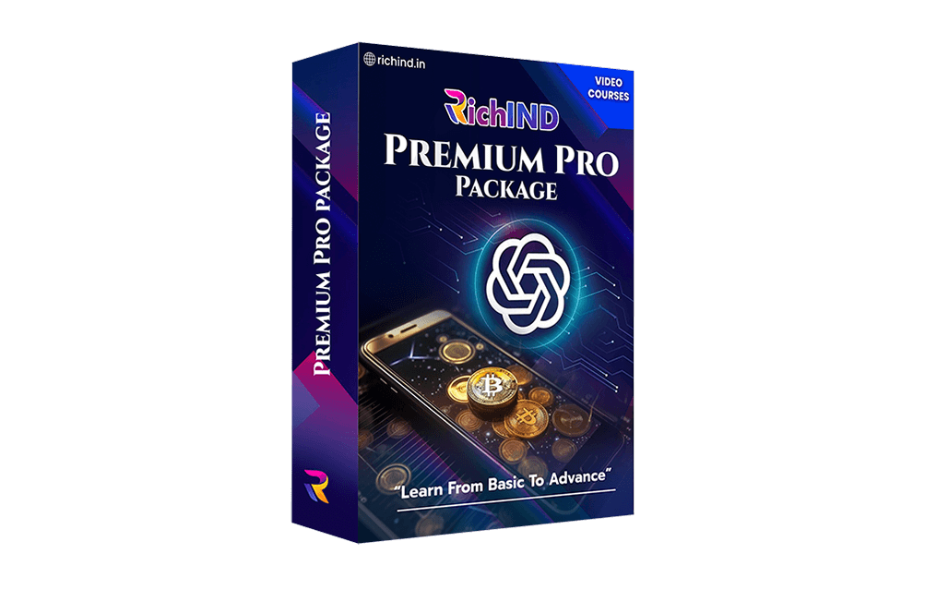 richind.in
VIDEO
COURSES
RichIND
PREMIUM PRO
PACKAGE
"Learn From Basic To Advance"
PREMIUM PRO PACKAGE
R